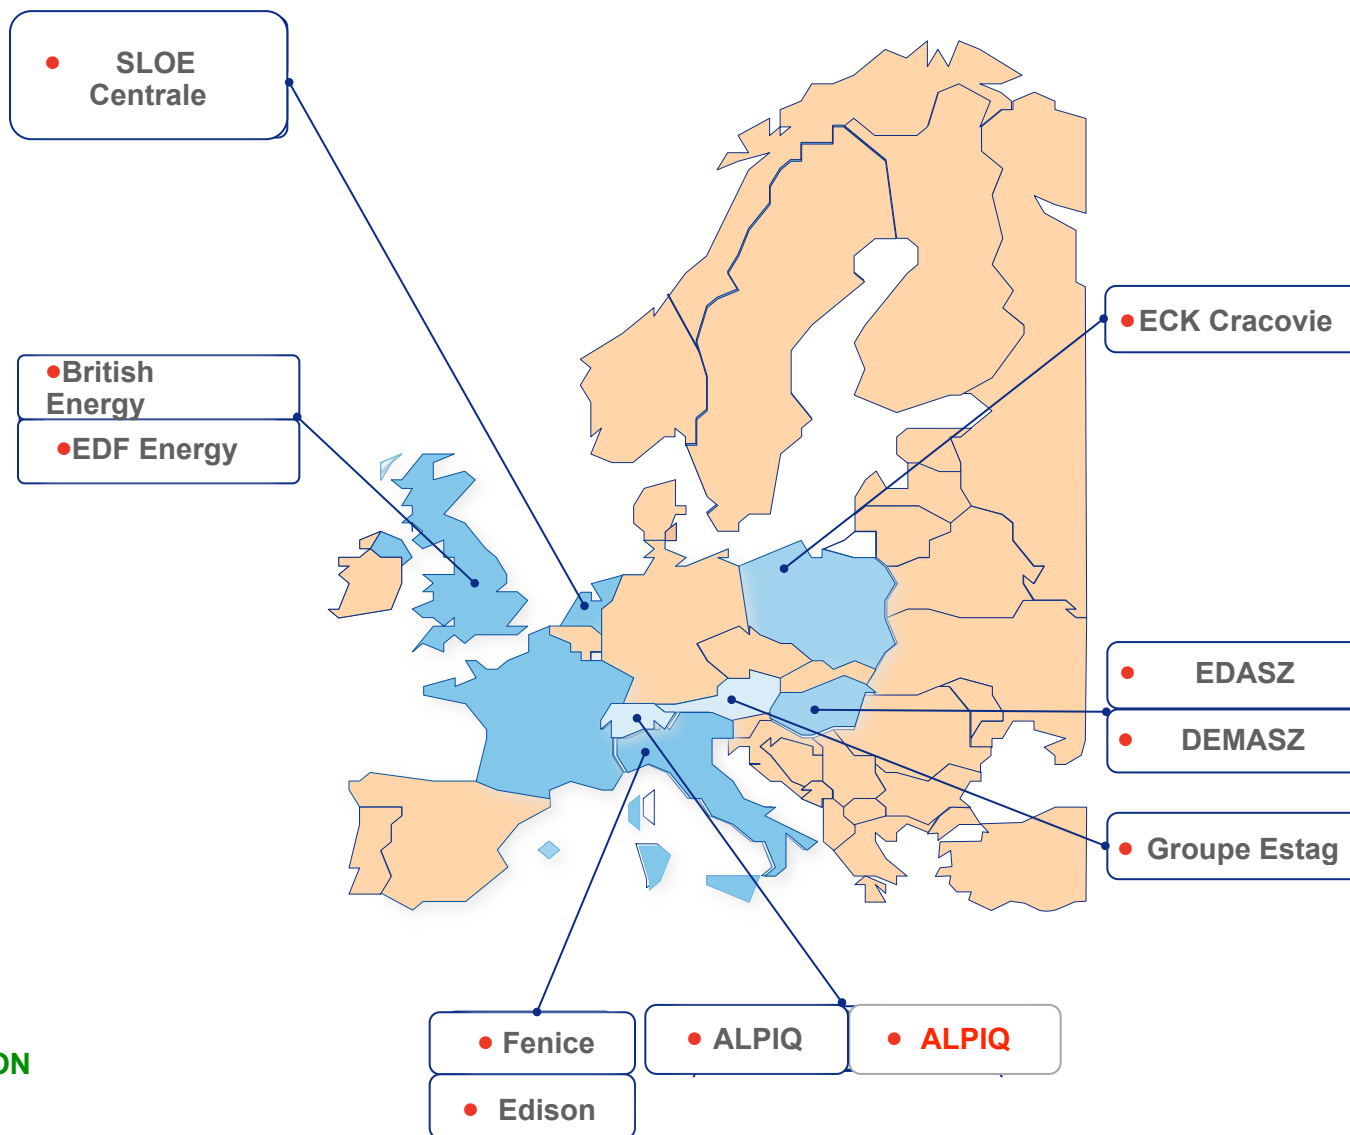 SLOE
Centrale
ECK Cracovie
British
Energy
EDF Energy
EDASZ
DEMASZ
Groupe Estag
Fenice
ALPIQ
ALPIQ
ON
Edison